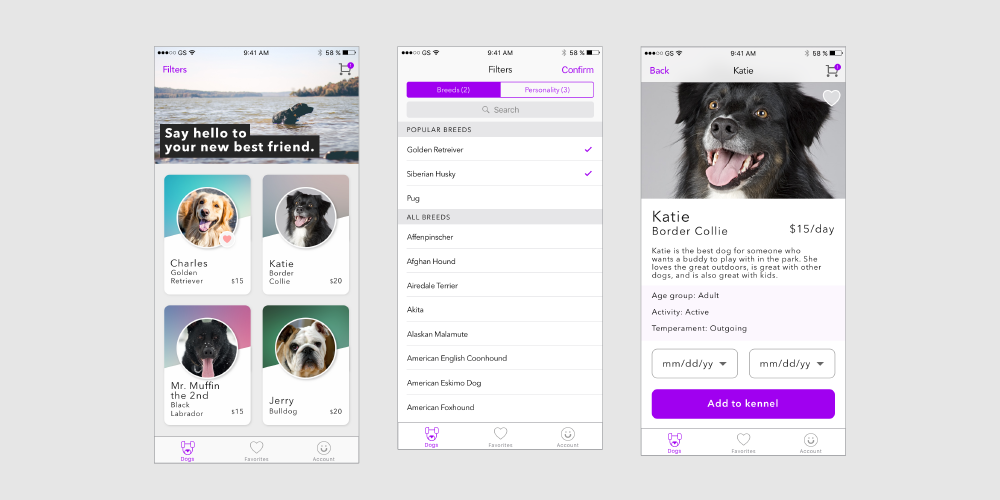 GS
9:41 AM
58 %
Filters
1
Say hello to
your new best friend.
Charles
Golden
Retriever
$15
Katie
Border
Collie
$20
Mr. Muffin
the 2nd
Black
Labrador
$15
Jerry
Bulldog
$20
Dogs
Favorites
Account
GS
9:41 AM
58 %
Filters
Confirm
Breeds (2)
Personality (3)
Search
POPULAR BREEDS
Golden Retreiver
Siberian Husky
Pug
ALL BREEDS
Affenpinscher
Afghan Hound
Airedale Terrier
Akita
Alaskan Malamute
American English Coonhound
American Eskimo Dog
American Foxhound
Dogs
Favorites
Account
GS
9:41 AM
58 %
Back
Katie
1
Katie
Border Collie
$15/day
Katie is the best dog for someone who
wants a buddy to play with in the park. She
loves the great outdoors, is great with other
dogs, and is also great with kids.
Age group: Adult
Activity: Active
Temperament: Outgoing
mm/dd/yy
mm/dd/yy
Add to kennel
Dogs
Favorites
Account